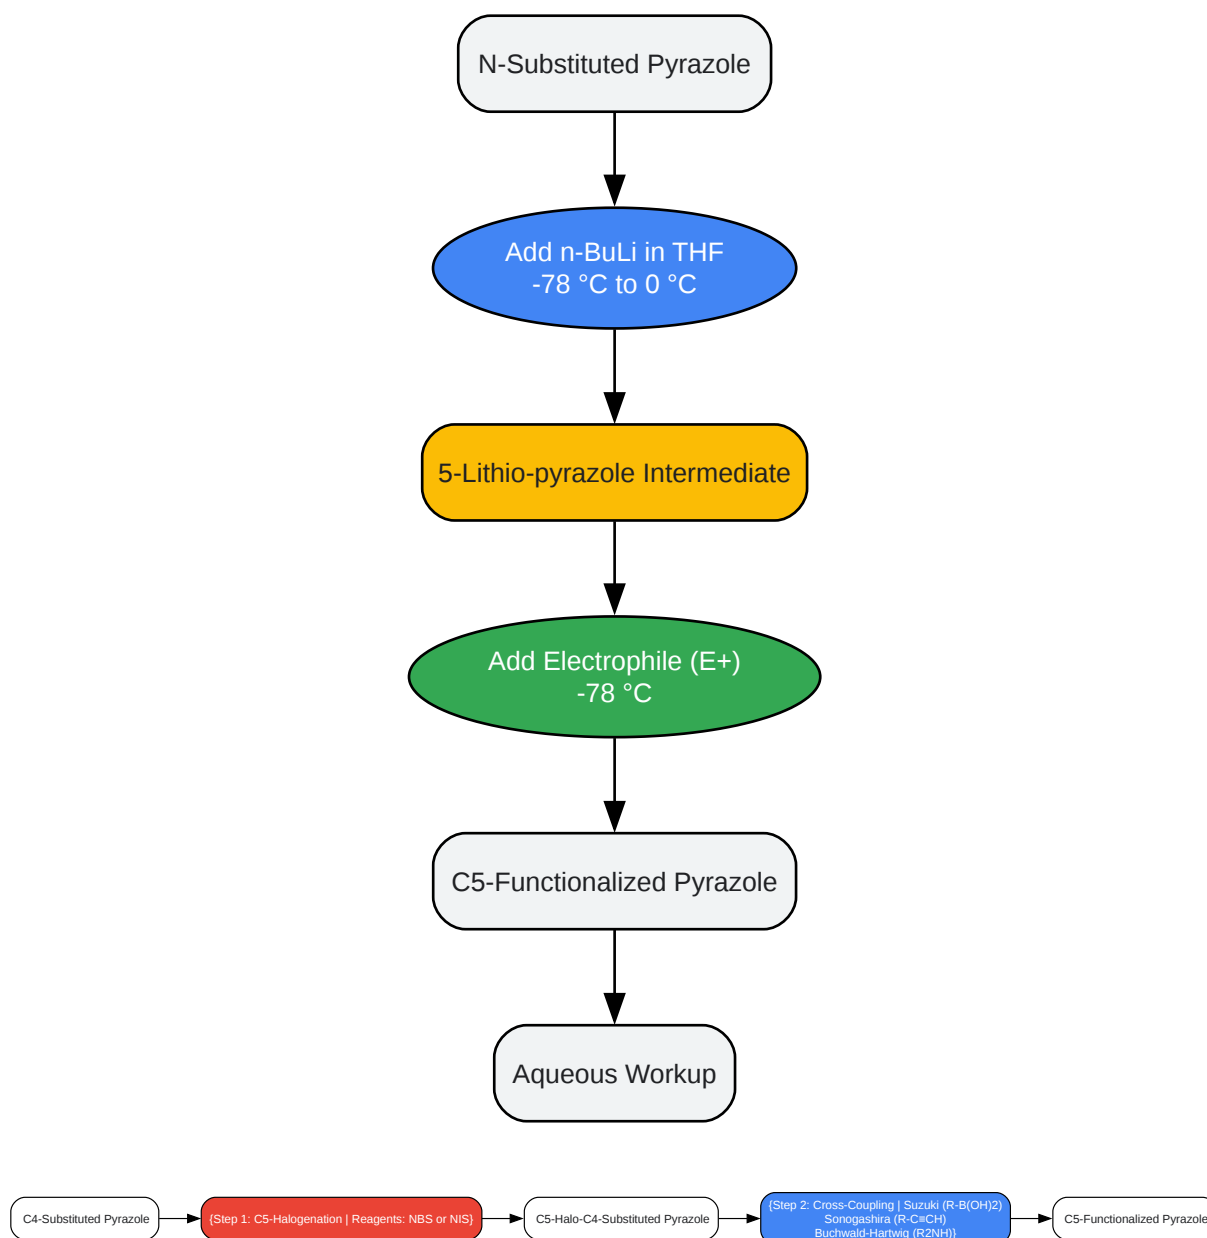 N-Substituted Pyrazole
Add n-BuLi in THF
-78 °C to 0 °C
5-Lithio-pyrazole Intermediate
Add Electrophile (E+)
-78 °C
C5-Functionalized Pyrazole
Aqueous Workup
C4-Substituted Pyrazole
{Step 1: C5-Halogenation | Reagents: NBS or NIS}
C5-Halo-C4-Substituted Pyrazole
{Step 2: Cross-Coupling | Suzuki (R-B(OH)2)
Sonogashira (R-C≡CH)
Buchwald-Hartwig (R2NH)}
C5-Functionalized Pyrazole